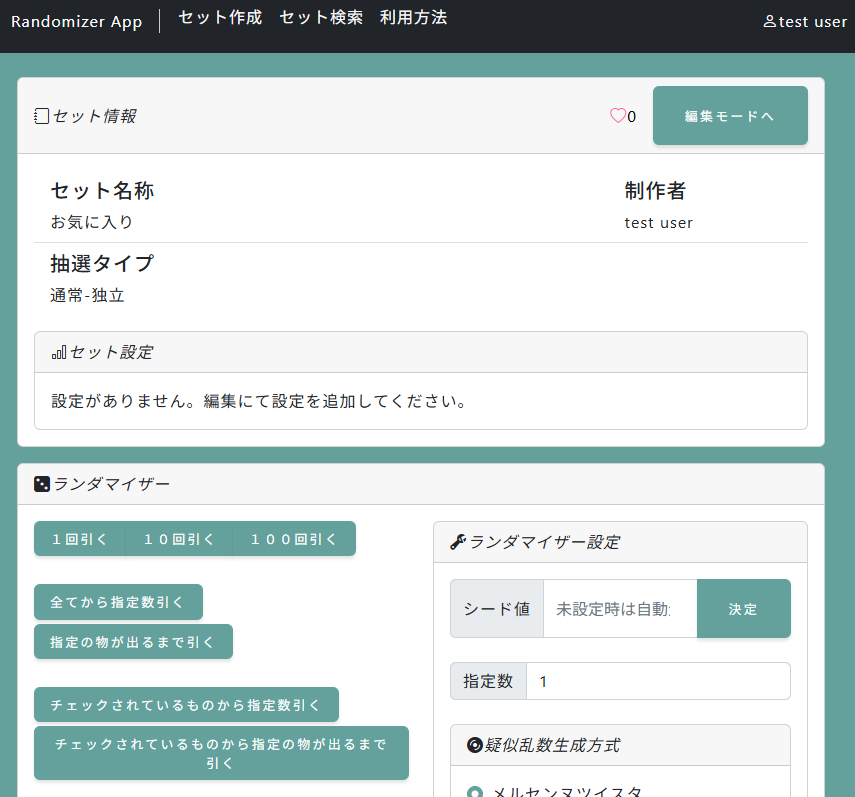 Randomizer App セット作成 セット検索 利用方法 test user
セット情報 0 編集モードへ
セット名称 制作者
お気に入り test user
抽選タイプ
通常-独立
セット設定
設定がありません。編集にて設定を追加してください。
ランダマイザー
１回引く １０回引く １００回引く
全てから指定数引く
指定の物が出るまで引く
チェックされているものから指定数引く
チェックされているものから指定の物が出るまで
引く
ランダマイザー設定
シード値 未設定時は自動 決定
指定数 1
疑似乱数生成方式
メルセンヌツイスタ